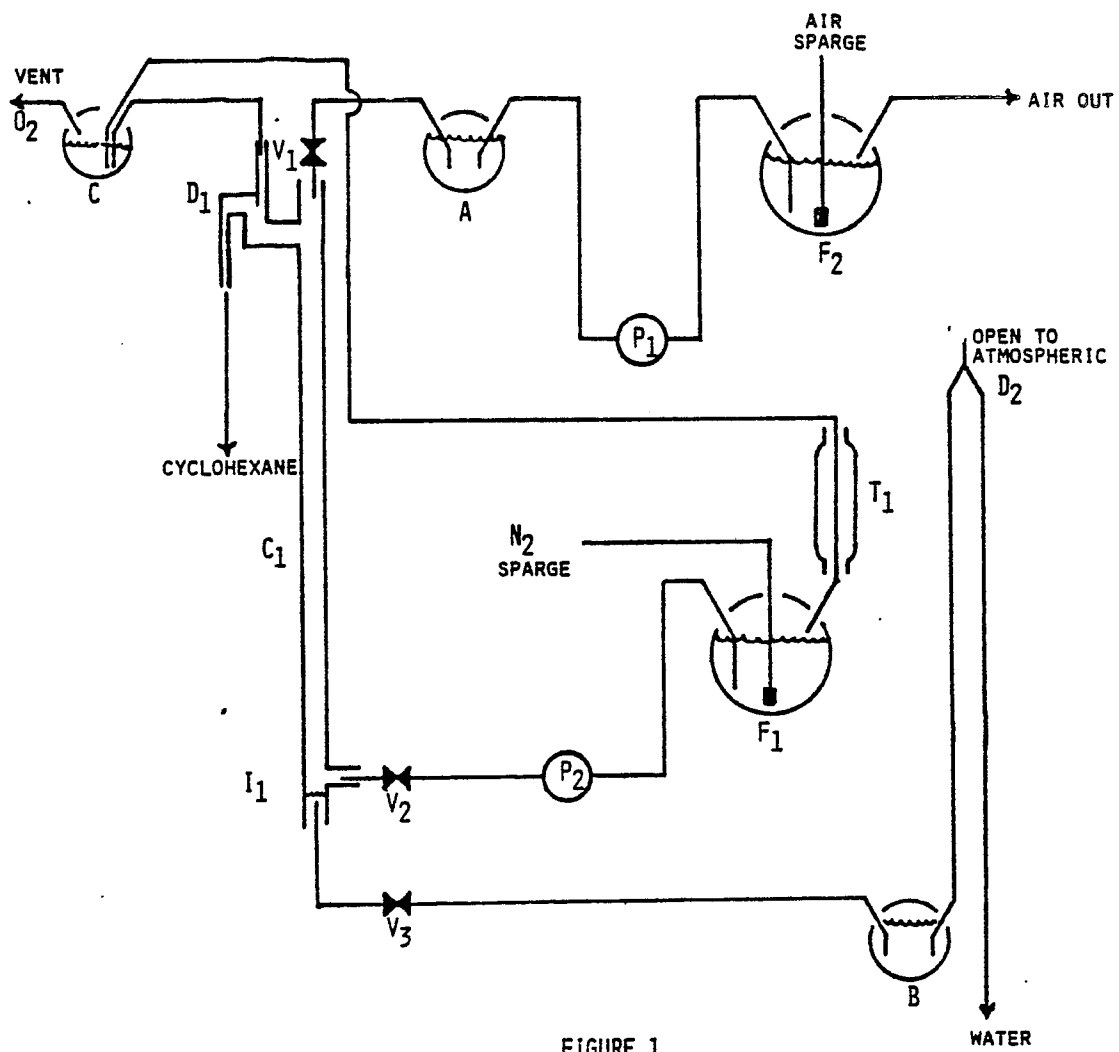 AIR
SPARGE
VENT
O2
AIR OUT
V1
C
D1
A
F2
P1
OPEN TO
ATMOSPHERIC
D2
CYCLOHEXANE
T1
C1
N2
SPARGE
F1
I1
P2
V2
V3
B
WATER
FIGURE 1